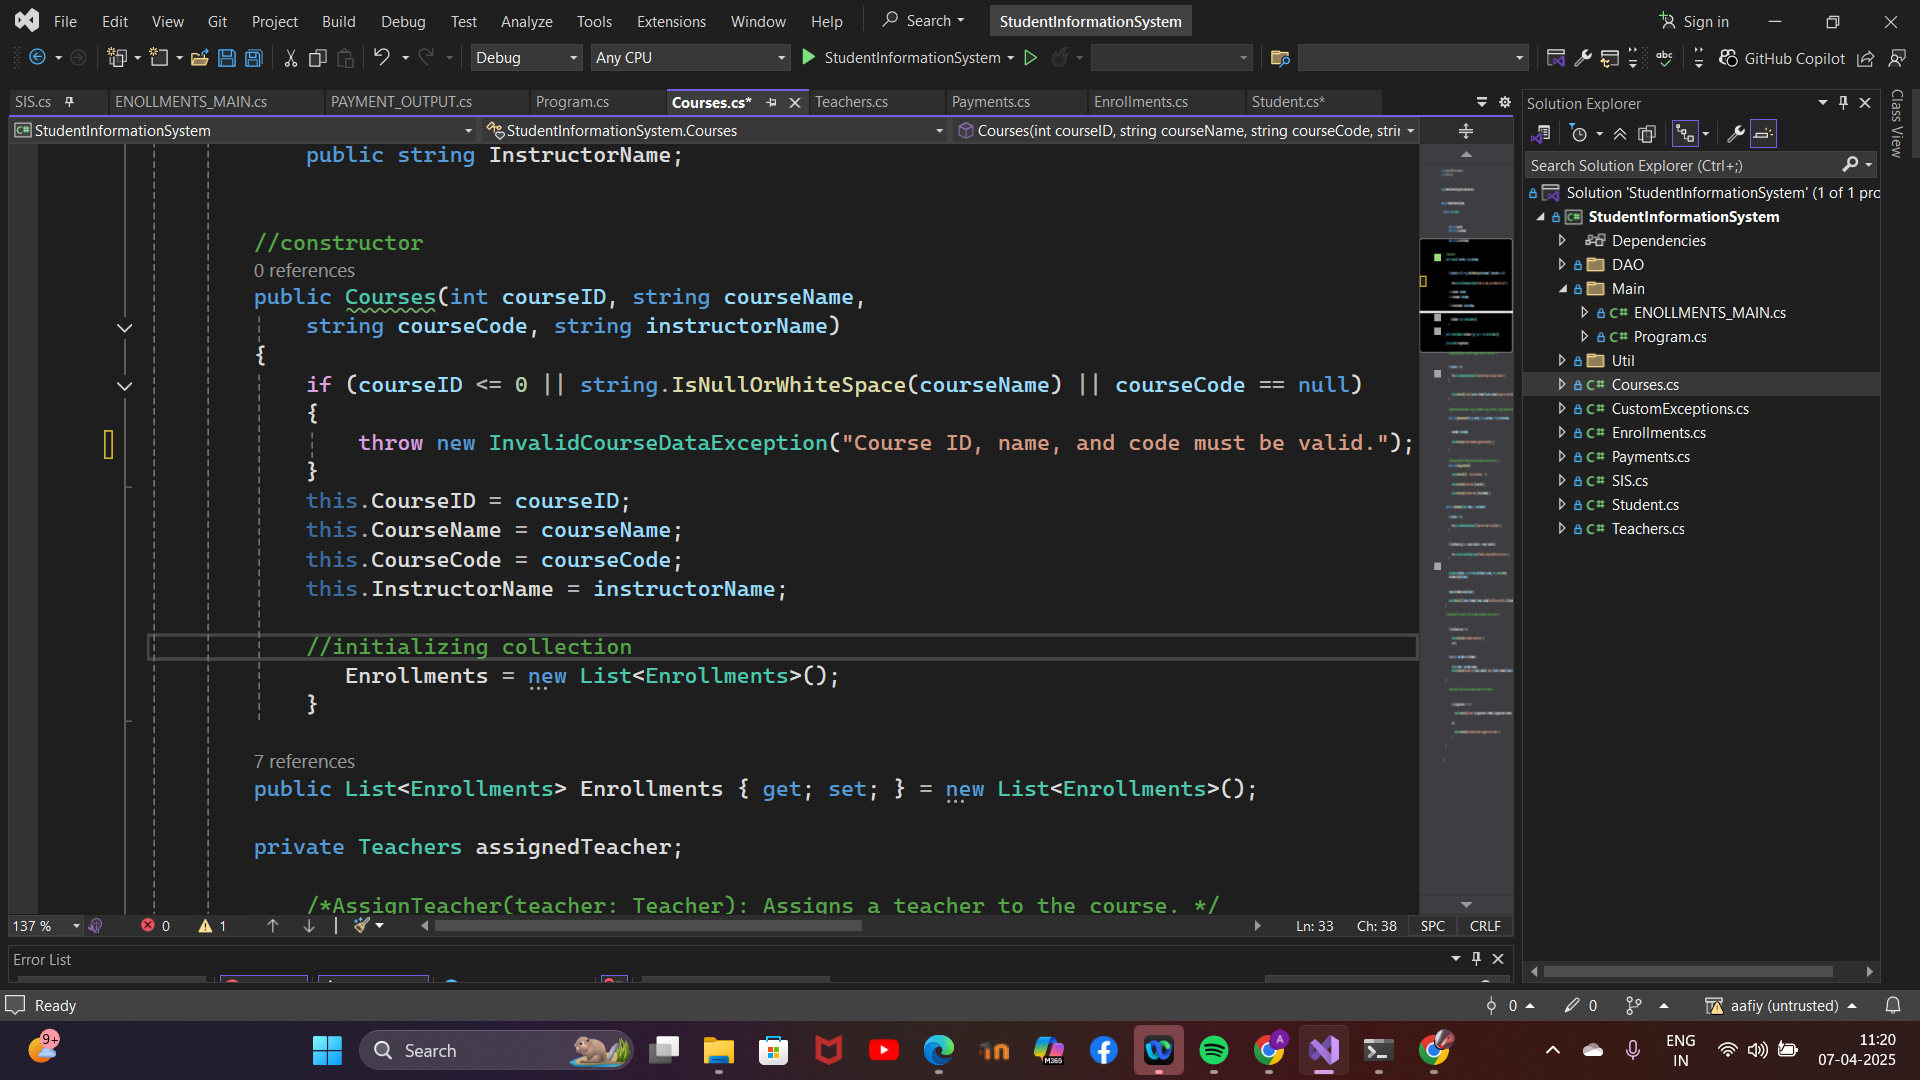 File Edit View Git Project Build Debug Test Analyze Tools Extensions Window Help Search StudentInformationSystem Sign in
Debug Any CPU StudentInformationSystem GitHub Copilot
SIS.cs ENOLLMENTS_MAIN.cs PAYMENT_OUTPUT.cs Program.cs Courses.cs* Teachers.cs Payments.cs Enrollments.cs Student.cs*
StudentInformationSystem StudentInformationSystem.Courses Courses(int courseID, string courseName, string courseCode, strir
public string InstructorName;
//constructor
0 references
public Courses(int courseID, string courseName,
string courseCode, string instructorName)
{
if (courseID <= 0 || string.IsNullOrWhiteSpace(courseName) || courseCode == null)
{
throw new InvalidCourseDataException("Course ID, name, and code must be valid.");
}
this.CourseID = courseID;
this.CourseName = courseName;
this.CourseCode = courseCode;
this.InstructorName = instructorName;
//initializing collection
Enrollments = new List<Enrollments>();
}
7 references
public List<Enrollments> Enrollments { get; set; } = new List<Enrollments>();
private Teachers assignedTeacher;
/*AssignTeacher(teacher: Teacher): Assigns a teacher to the course. */
137 % 0 1 Ln: 33 Ch: 38 SPC CRLF
Error List
Solution Explorer
Search Solution Explorer (Ctrl+;)
Solution 'StudentInformationSystem' (1 of 1 pro
StudentInformationSystem
Dependencies
DAO
Main
C# ENOLLMENTS_MAIN.cs
C# Program.cs
Util
C# Courses.cs
C# CustomExceptions.cs
C# Enrollments.cs
C# Payments.cs
C# SIS.cs
C# Student.cs
C# Teachers.cs
Class View
Ready 0 0 aafiy (untrusted)
9+ Search M365 A ENG 11:20
IN 07-04-2025